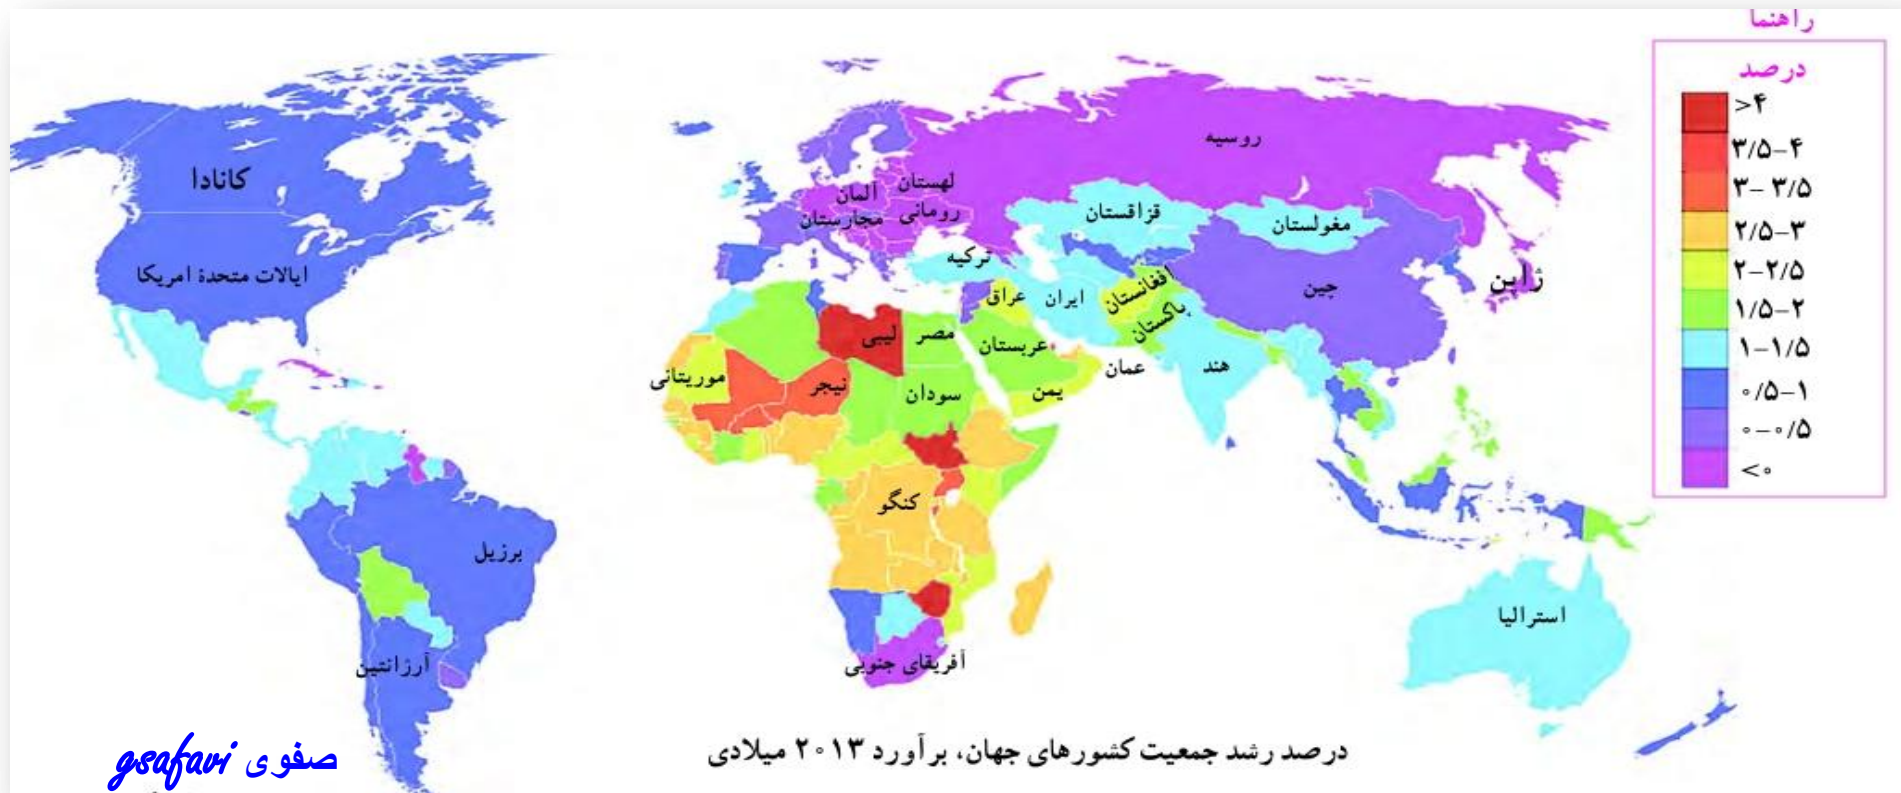 راهنما
درصد
>۴
۳/۵–۴
۳– ۳/۵
۲/۵–۳
۲–۲/۵
۱/۵–۲
۱–۱/۵
۰/۵–۱
۰–۰/۵
<۰
کانادا
ایالات متحدهٔ امریکا
برزیل
آرژانتین
روسیه
لهستان
آلمان
رومانی
مجارستان
قزاقستان
مغولستان
ترکیه
ژاپن
چین
افغانستان
ایران
عراق
پاکستان
عربستان
مصر
لیبی
هند
عمان
یمن
سودان
نیجر
موریتانی
کنگو
استرالیا
آفریقای جنوبی
درصد رشد جمعیت کشورهای جهان، برآورد ۲۰۱۳ میلادی
صفوی gsafavi